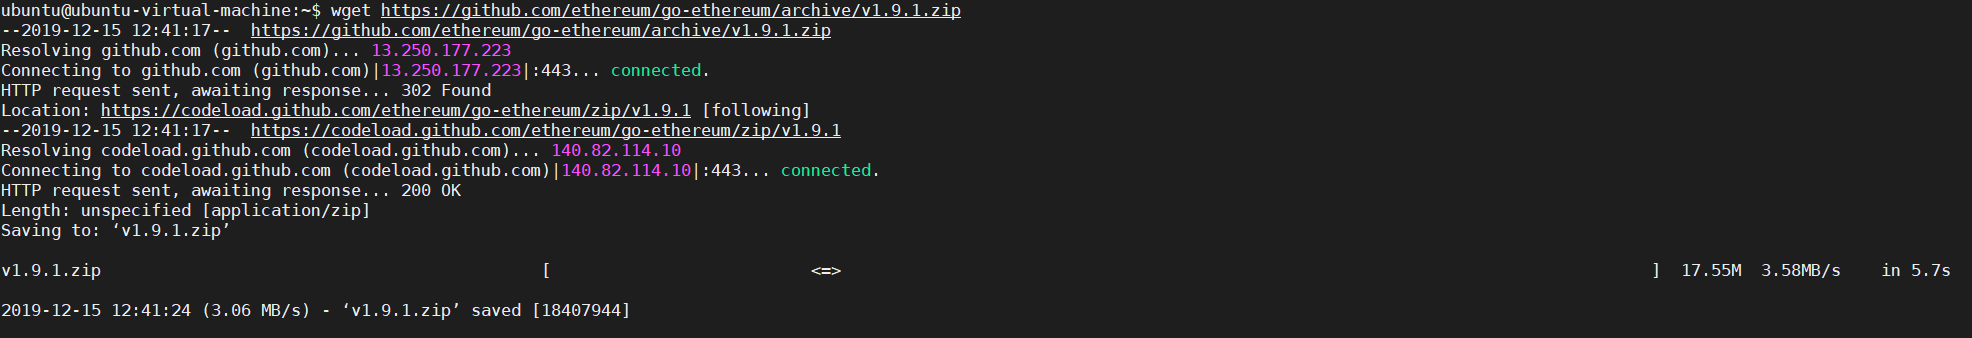 ubuntu@ubuntu-virtual-machine:~$ wget https://github.com/ethereum/go-ethereum/archive/v1.9.1.zip
--2019-12-15 12:41:17-- https://github.com/ethereum/go-ethereum/archive/v1.9.1.zip
Resolving github.com (github.com)... 13.250.177.223
Connecting to github.com (github.com)|13.250.177.223|:443... connected.
HTTP request sent, awaiting response... 302 Found
Location: https://codeload.github.com/ethereum/go-ethereum/zip/v1.9.1 [following]
--2019-12-15 12:41:17-- https://codeload.github.com/ethereum/go-ethereum/zip/v1.9.1
Resolving codeload.github.com (codeload.github.com)... 140.82.114.10
Connecting to codeload.github.com (codeload.github.com)|140.82.114.10|:443... connected.
HTTP request sent, awaiting response... 200 OK
Length: unspecified [application/zip]
Saving to: ‘v1.9.1.zip’
v1.9.1.zip [ <=> ] 17.55M 3.58MB/s in 5.7s
2019-12-15 12:41:24 (3.06 MB/s) - ‘v1.9.1.zip’ saved [18407944]